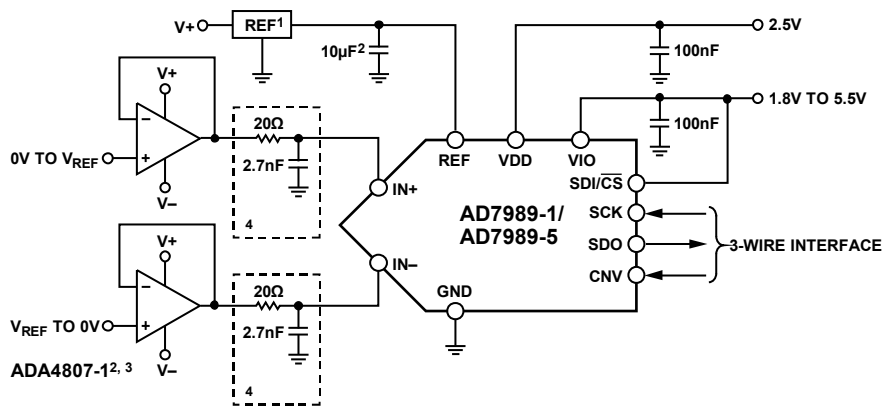 V+
REF1
10µF2
2.5V
100nF
1.8V TO 5.5V
100nF
V+
−
+
0V TO VREF
V−
20Ω
2.7nF
4
REF
VDD
VIO
IN+
SDI/CS
SCK
SDO
CNV
AD7989-1/
AD7989-5
3-WIRE INTERFACE
IN−
GND
V+
−
+
VREF TO 0V
V−
ADA4807-12, 3
20Ω
2.7nF
4